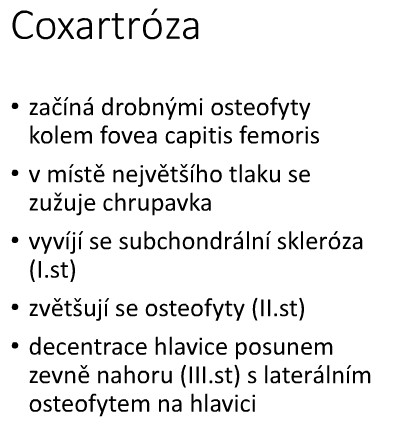 Coxartróza
• začíná drobnými osteofyty
kolem fovea capitis femoris
• v místě největšího tlaku se
zužuje chrupavka
• vyvíjí se subchondrální skleróza
(I.st)
• zvětšují se osteofyty (II.st)
• decentrace hlavice posunem
zevně nahoru (III.st) s laterálním
osteofytem na hlavici